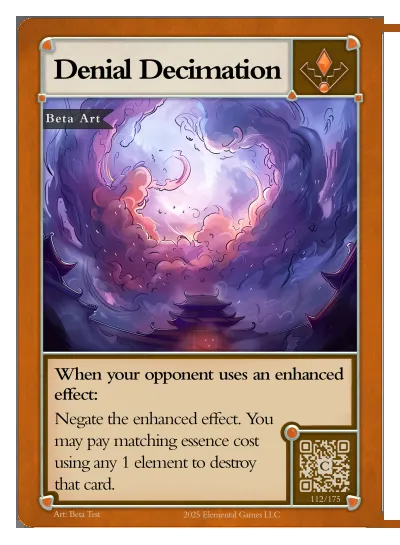 Denial Decimation
Beta Art
When your opponent uses an enhanced
effect:
Negate the enhanced effect. You
may pay matching essence cost
using any 1 element to destroy
that card.
C
112/175
Art: Beta Test
2025 Elemental Games LLC